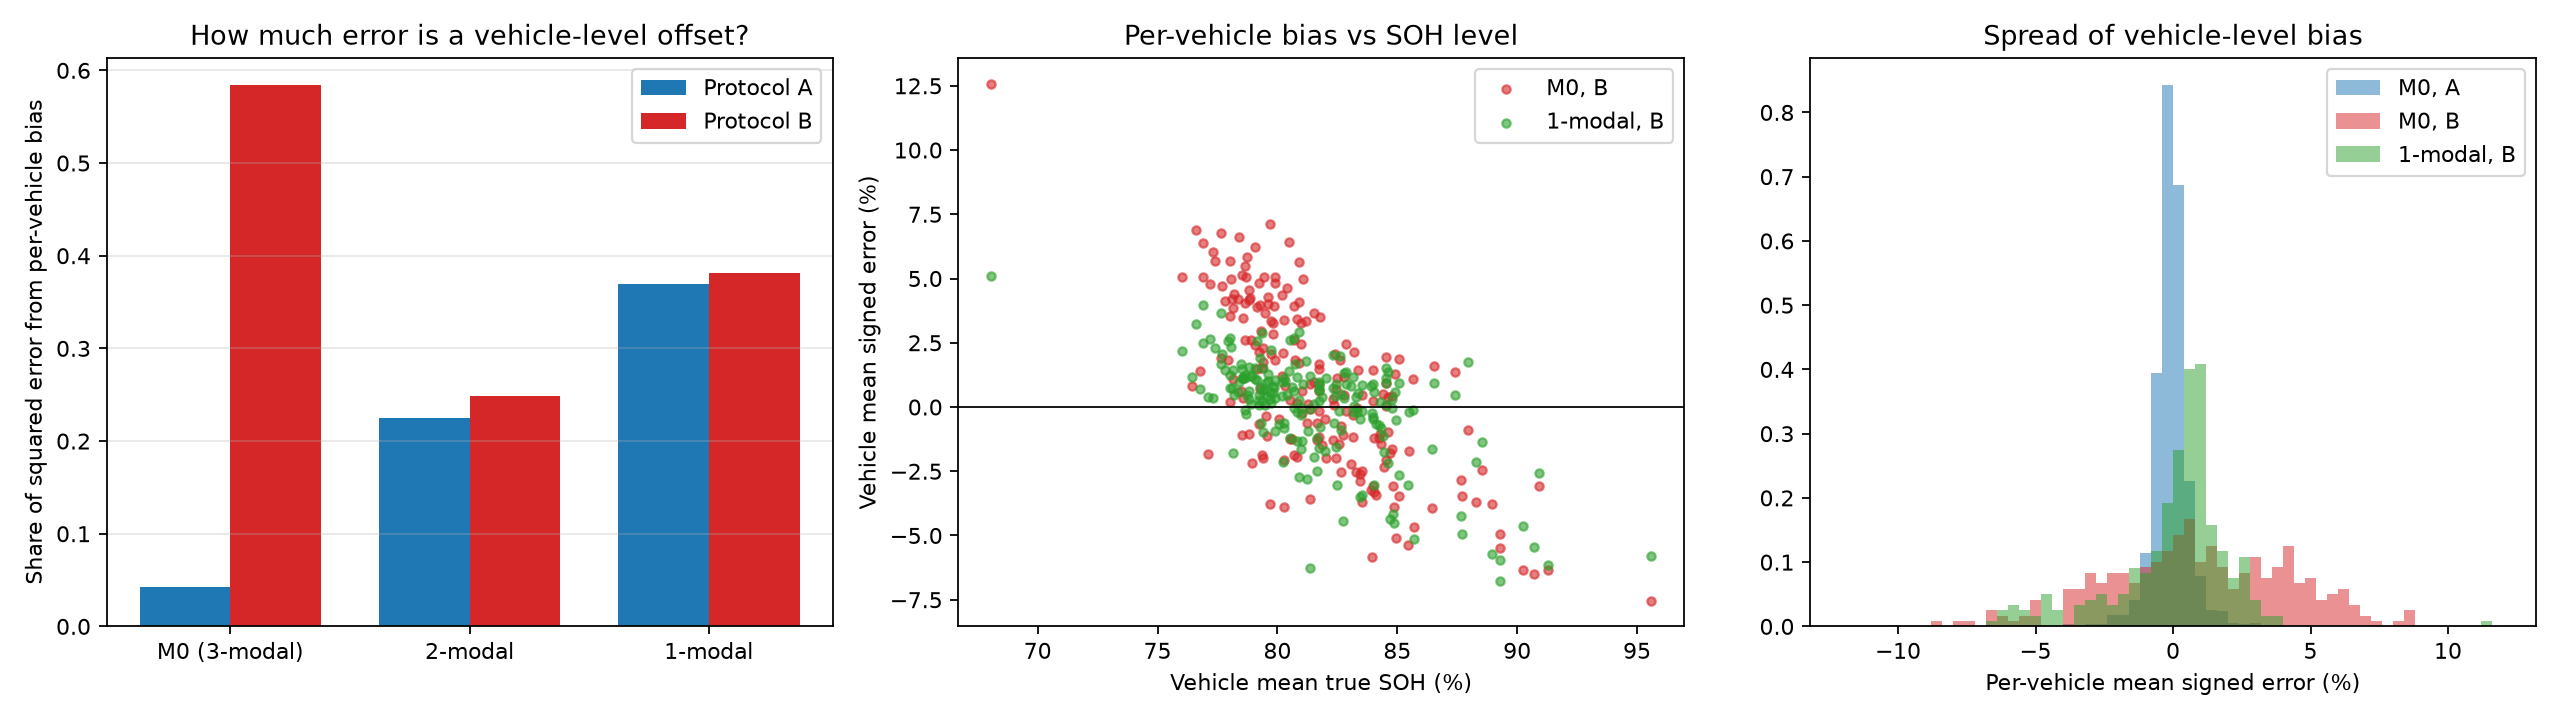 How much error is a vehicle-level offset?
Share of squared error from per-vehicle bias
0.6
0.5
0.4
0.3
0.2
0.1
0.0
Protocol A
Protocol B
M0 (3-modal)
2-modal
1-modal
Per-vehicle bias vs SOH level
Vehicle mean signed error (%)
12.5
10.0
7.5
5.0
2.5
0.0
−2.5
−5.0
−7.5
M0, B
1-modal, B
70
75
80
85
90
95
Vehicle mean true SOH (%)
Spread of vehicle-level bias
0.8
0.7
0.6
0.5
0.4
0.3
0.2
0.1
0.0
M0, A
M0, B
1-modal, B
−10
−5
0
5
10
Per-vehicle mean signed error (%)